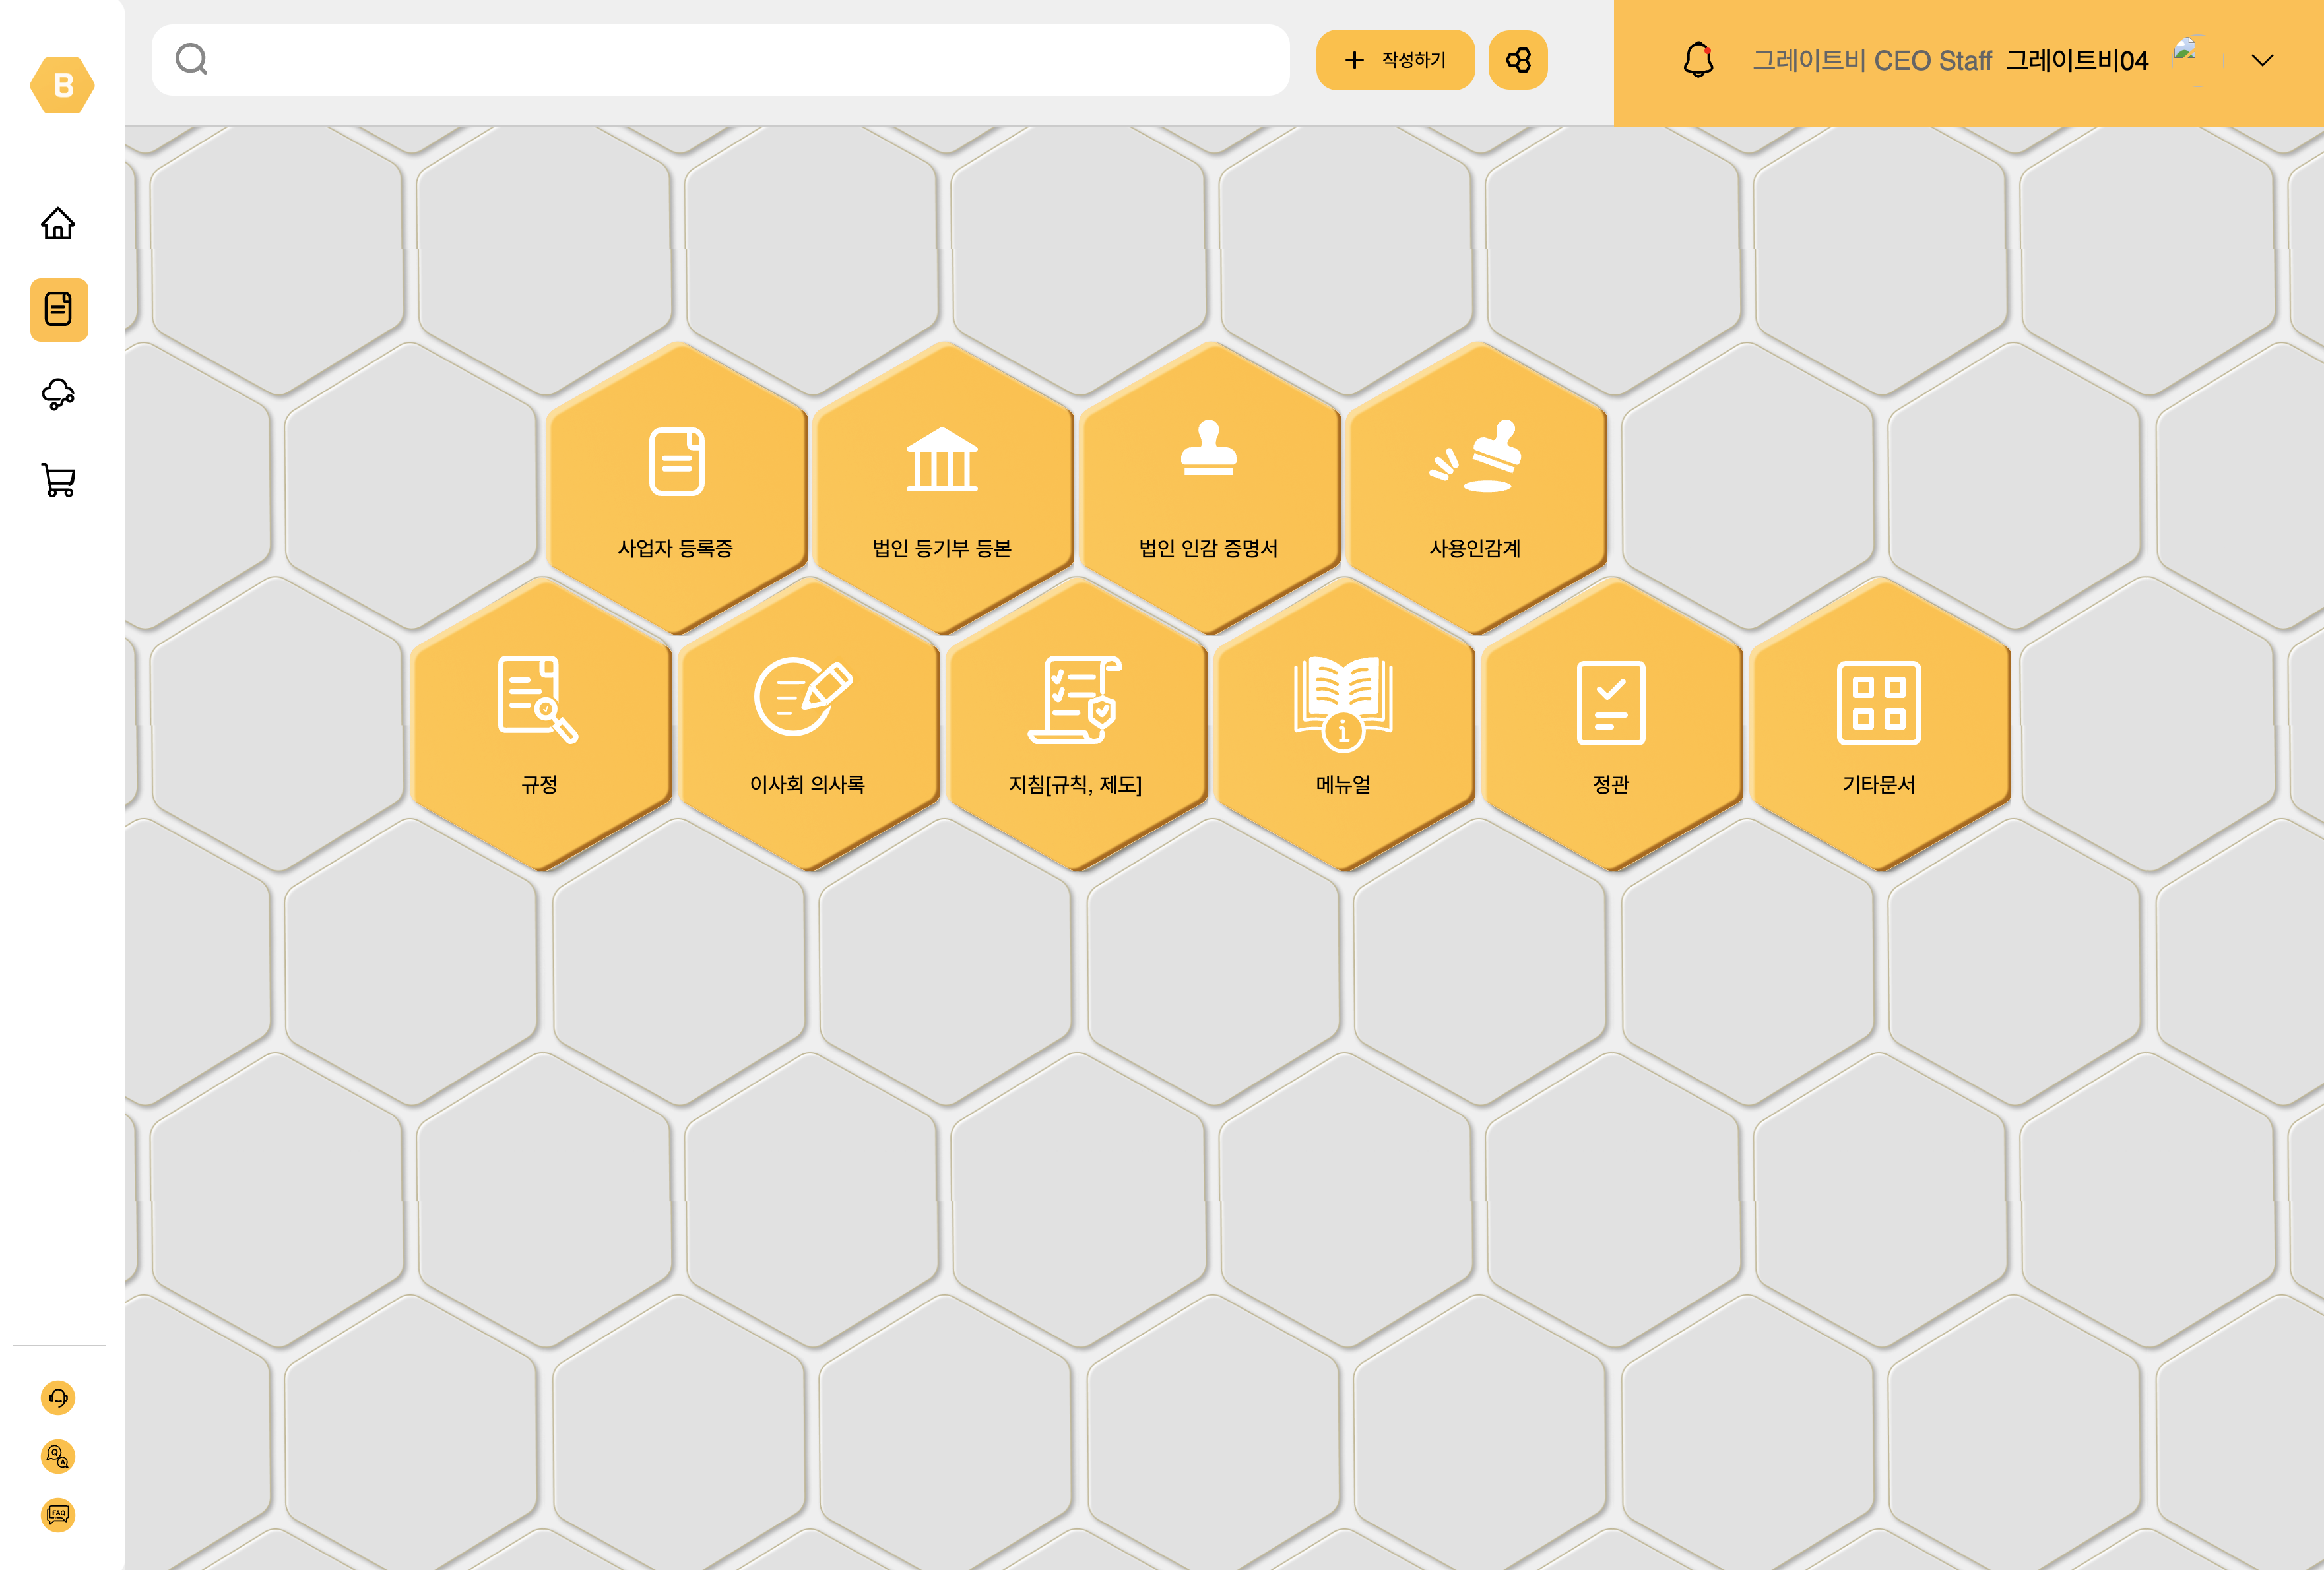 B
작성하기
그레이트비 CEO Staff 그레이트비04
사업자 등록증
법인 등기부 등본
법인 인감 증명서
사용인감계
규정
이사회 의사록
지침[규칙, 제도]
메뉴얼
정관
기타문서
Q
A
FAQ